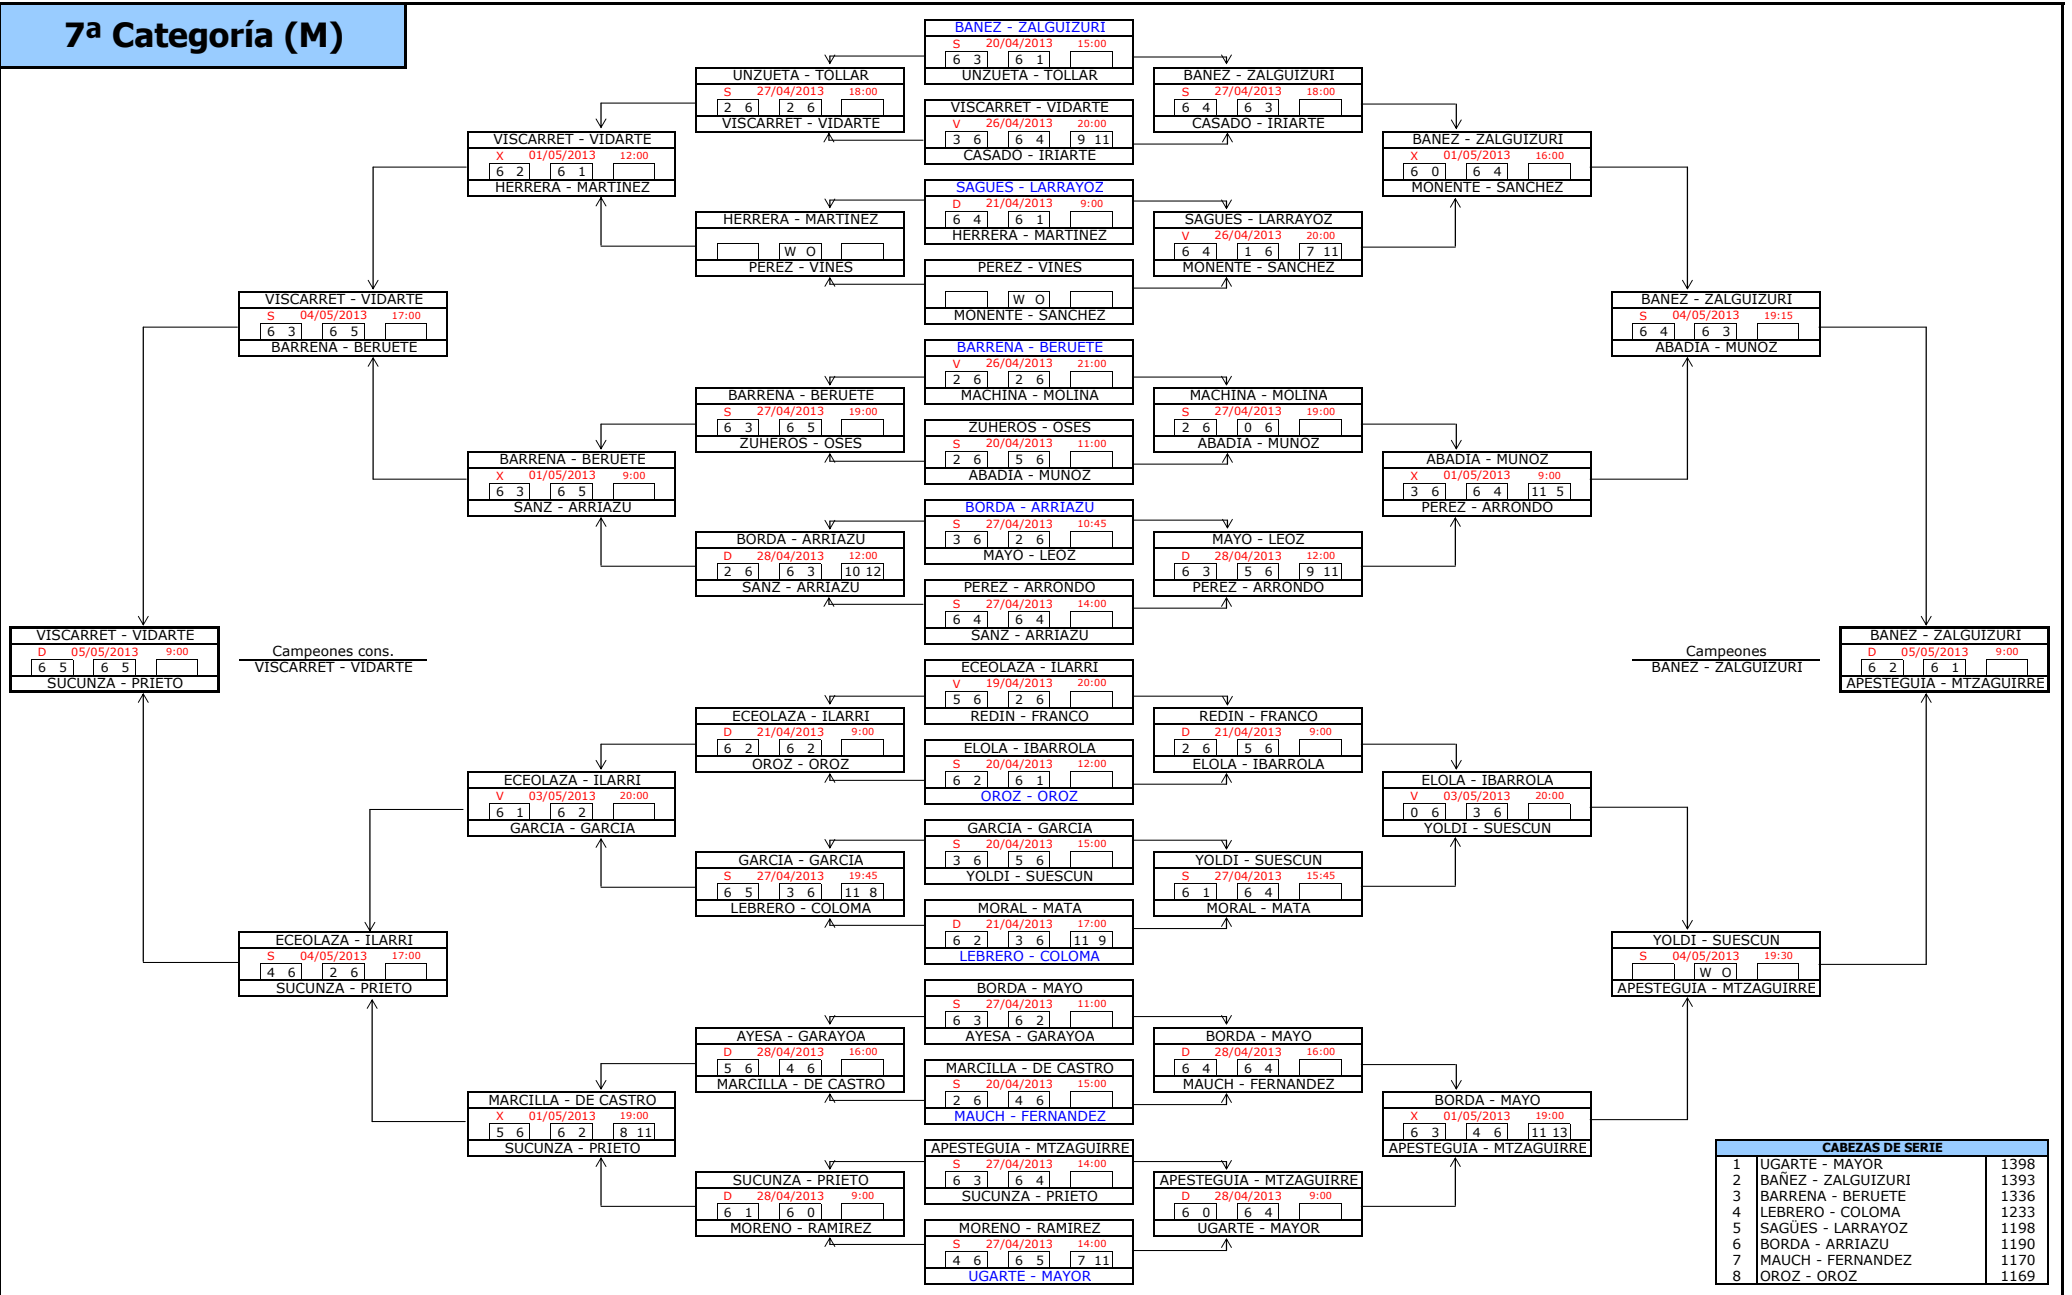 7ª Categoría (M)
BANEZ - ZALGUIZURI
S 20/04/2013 15:00
6 3 6 1
UNZUETA - TOLLAR
VISCARRET - VIDARTE
V 26/04/2013 20:00
3 6 6 4 9 11
CASADO - IRIARTE
SAGUES - LARRAYOZ
D 21/04/2013 9:00
6 4 6 1
HERRERA - MARTINEZ
PEREZ - VINES
W O
MONENTE - SANCHEZ
BARRENA - BERUETE
V 26/04/2013 21:00
2 6 2 6
MACHINA - MOLINA
ZUHEROS - OSES
S 20/04/2013 11:00
2 6 5 6
ABADIA - MUNOZ
BORDA - ARRIAZU
S 27/04/2013 10:45
3 6 2 6
MAYO - LEOZ
PEREZ - ARRONDO
S 27/04/2013 14:00
6 4 6 4
SANZ - ARRIAZU
ECEOLAZA - ILARRI
V 19/04/2013 20:00
5 6 2 6
REDIN - FRANCO
ELOLA - IBARROLA
S 20/04/2013 12:00
6 2 6 1
OROZ - OROZ
GARCIA - GARCIA
S 20/04/2013 15:00
3 6 5 6
YOLDI - SUESCUN
MORAL - MATA
D 21/04/2013 17:00
6 2 3 6 11 9
LEBRERO - COLOMA
BORDA - MAYO
S 27/04/2013 11:00
6 3 6 2
AYESA - GARAYOA
MARCILLA - DE CASTRO
S 20/04/2013 15:00
2 6 4 6
MAUCH - FERNANDEZ
APESTEGUIA - MTZAGUIRRE
S 27/04/2013 14:00
6 3 6 4
SUCUNZA - PRIETO
MORENO - RAMIREZ
S 27/04/2013 14:00
4 6 6 5 7 11
UGARTE - MAYOR
UNZUETA - TOLLAR
S 27/04/2013 18:00
2 6 2 6
VISCARRET - VIDARTE
HERRERA - MARTINEZ
W O
PEREZ - VINES
BARRENA - BERUETE
S 27/04/2013 19:00
6 3 6 5
ZUHEROS - OSES
BORDA - ARRIAZU
D 28/04/2013 12:00
2 6 6 3 10 12
SANZ - ARRIAZU
ECEOLAZA - ILARRI
D 21/04/2013 9:00
6 2 6 2
OROZ - OROZ
GARCIA - GARCIA
S 27/04/2013 19:45
6 5 3 6 11 8
LEBRERO - COLOMA
AYESA - GARAYOA
D 28/04/2013 16:00
5 6 4 6
MARCILLA - DE CASTRO
SUCUNZA - PRIETO
D 28/04/2013 9:00
6 1 6 0
MORENO - RAMIREZ
VISCARRET - VIDARTE
X 01/05/2013 12:00
6 2 6 1
HERRERA - MARTINEZ
BARRENA - BERUETE
X 01/05/2013 9:00
6 3 6 5
SANZ - ARRIAZU
ECEOLAZA - ILARRI
V 03/05/2013 20:00
6 1 6 2
GARCIA - GARCIA
MARCILLA - DE CASTRO
X 01/05/2013 19:00
5 6 6 2 8 11
SUCUNZA - PRIETO
VISCARRET - VIDARTE
S 04/05/2013 17:00
6 3 6 5
BARRENA - BERUETE
ECEOLAZA - ILARRI
S 04/05/2013 17:00
4 6 2 6
SUCUNZA - PRIETO
VISCARRET - VIDARTE
D 05/05/2013 9:00
6 5 6 5
SUCUNZA - PRIETO
Campeones cons.
VISCARRET - VIDARTE
BANEZ - ZALGUIZURI
S 27/04/2013 18:00
6 4 6 3
CASADO - IRIARTE
SAGUES - LARRAYOZ
V 26/04/2013 20:00
6 4 1 6 7 11
MONENTE - SANCHEZ
MACHINA - MOLINA
S 27/04/2013 19:00
2 6 0 6
ABADIA - MUNOZ
MAYO - LEOZ
D 28/04/2013 12:00
6 3 5 6 9 11
PEREZ - ARRONDO
REDIN - FRANCO
D 21/04/2013 9:00
2 6 5 6
ELOLA - IBARROLA
YOLDI - SUESCUN
S 27/04/2013 15:45
6 1 6 4
MORAL - MATA
BORDA - MAYO
D 28/04/2013 16:00
6 4 6 4
MAUCH - FERNANDEZ
APESTEGUIA - MTZAGUIRRE
D 28/04/2013 9:00
6 0 6 4
UGARTE - MAYOR
BANEZ - ZALGUIZURI
X 01/05/2013 16:00
6 0 6 4
MONENTE - SANCHEZ
ABADIA - MUNOZ
X 01/05/2013 9:00
3 6 6 4 11 5
PEREZ - ARRONDO
ELOLA - IBARROLA
V 03/05/2013 20:00
0 6 3 6
YOLDI - SUESCUN
BORDA - MAYO
X 01/05/2013 19:00
6 3 4 6 11 13
APESTEGUIA - MTZAGUIRRE
BANEZ - ZALGUIZURI
S 04/05/2013 19:15
6 4 6 3
ABADIA - MUNOZ
YOLDI - SUESCUN
S 04/05/2013 19:30
W O
APESTEGUIA - MTZAGUIRRE
Campeones
BANEZ - ZALGUIZURI
BANEZ - ZALGUIZURI
D 05/05/2013 9:00
6 2 6 1
APESTEGUIA - MTZAGUIRRE
CABEZAS DE SERIE
1 UGARTE - MAYOR 1398
2 BAÑEZ - ZALGUIZURI 1393
3 BARRENA - BERUETE 1336
4 LEBRERO - COLOMA 1233
5 SAGÜES - LARRAYOZ 1198
6 BORDA - ARRIAZU 1190
7 MAUCH - FERNANDEZ 1170
8 OROZ - OROZ 1169